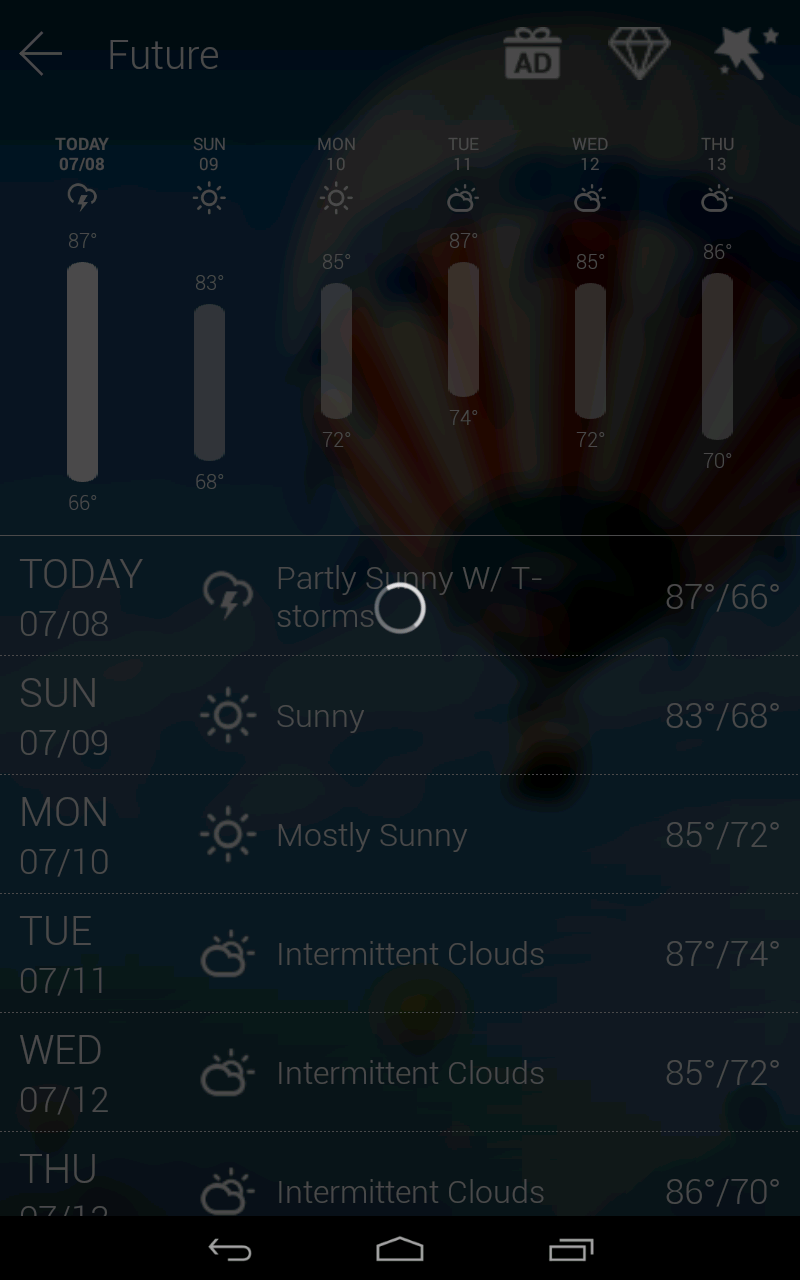 Future
AD
TODAY SUN MON TUE WED THU
07/08 09 10 11 12 13
87° 83° 85° 87° 85° 86°
66° 68° 72° 74° 72° 70°
TODAY
07/08
Partly Sunny W/ T-
storms
87°/66°
SUN
07/09
Sunny
83°/68°
MON
07/10
Mostly Sunny
85°/72°
TUE
07/11
Intermittent Clouds
87°/74°
WED
07/12
Intermittent Clouds
85°/72°
THU
07/13
Intermittent Clouds
86°/70°